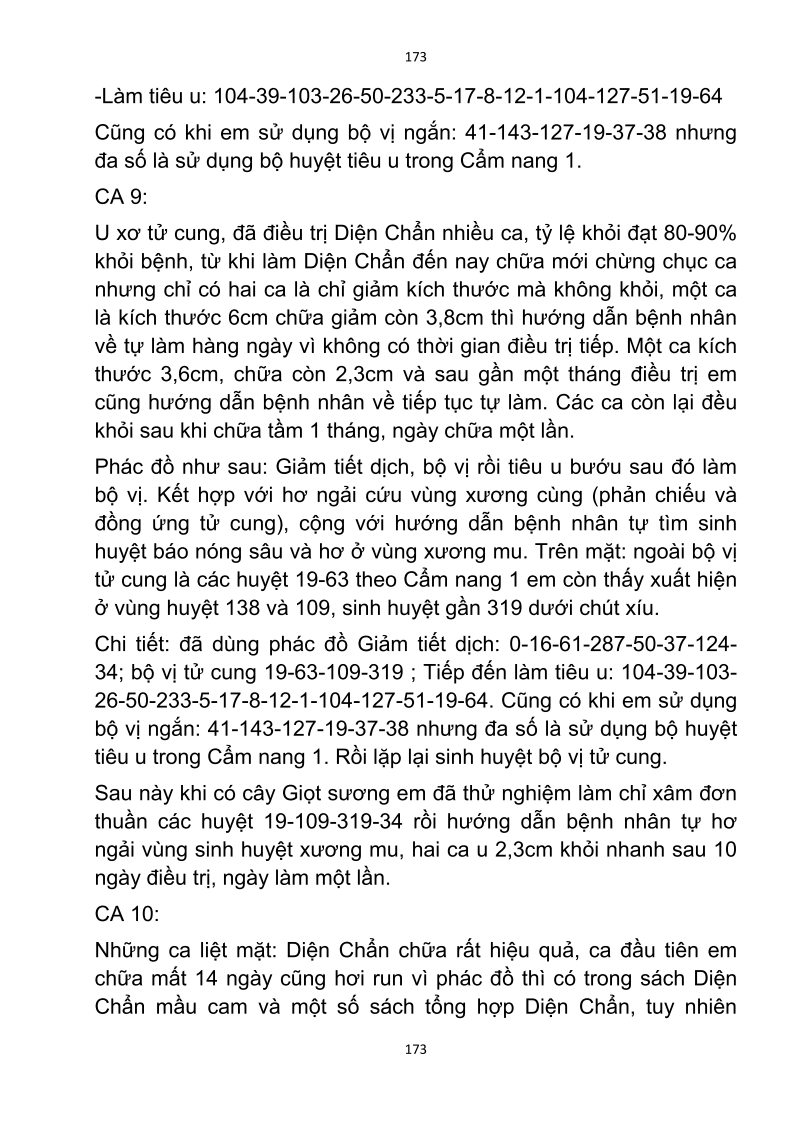 173
-Làm tiêu u: 104-39-103-26-50-233-5-17-8-12-1-104-127-51-19-64
Cũng có khi em sử dụng bộ vị ngắn: 41-143-127-19-37-38 nhưng
đa số là sử dụng bộ huyệt tiêu u trong Cẩm nang 1.
CA 9:
U xơ tử cung, đã điều trị Diện Chẩn nhiều ca, tỷ lệ khỏi đạt 80-90%
khỏi bệnh, từ khi làm Diện Chẩn đến nay chữa mới chừng chục ca
nhưng chỉ có hai ca là chỉ giảm kích thước mà không khỏi, một ca
là kích thước 6cm chữa giảm còn 3,8cm thì hướng dẫn bệnh nhân
về tự làm hàng ngày vì không có thời gian điều trị tiếp. Một ca kích
thước 3,6cm, chữa còn 2,3cm và sau gần một tháng điều trị em
cũng hướng dẫn bệnh nhân về tiếp tục tự làm. Các ca còn lại đều
khỏi sau khi chữa tầm 1 tháng, ngày chữa một lần.
Phác đồ như sau: Giảm tiết dịch, bộ vị rồi tiêu u bướu sau đó làm
bộ vị. Kết hợp với hơ ngải cứu vùng xương cùng (phản chiếu và
đồng ứng tử cung), cộng với hướng dẫn bệnh nhân tự tìm sinh
huyệt báo nóng sâu và hơ ở vùng xương mu. Trên mặt: ngoài bộ vị
tử cung là các huyệt 19-63 theo Cẩm nang 1 em còn thấy xuất hiện
ở vùng huyệt 138 và 109, sinh huyệt gần 319 dưới chút xíu.
Chi tiết: đã dùng phác đồ Giảm tiết dịch: 0-16-61-287-50-37-124-
34; bộ vị tử cung 19-63-109-319 ; Tiếp đến làm tiêu u: 104-39-103-
26-50-233-5-17-8-12-1-104-127-51-19-64. Cũng có khi em sử dụng
bộ vị ngắn: 41-143-127-19-37-38 nhưng đa số là sử dụng bộ huyệt
tiêu u trong Cẩm nang 1. Rồi lặp lại sinh huyệt bộ vị tử cung.
Sau này khi có cây Giọt sương em đã thử nghiệm làm chỉ xâm đơn
thuần các huyệt 19-109-319-34 rồi hướng dẫn bệnh nhân tự hơ
ngải vùng sinh huyệt xương mu, hai ca u 2,3cm khỏi nhanh sau 10
ngày điều trị, ngày làm một lần.
CA 10:
Những ca liệt mặt: Diện Chẩn chữa rất hiệu quả, ca đầu tiên em
chữa mất 14 ngày cũng hơi run vì phác đồ thì có trong sách Diện
Chẩn mầu cam và một số sách tổng hợp Diện Chẩn, tuy nhiên
173